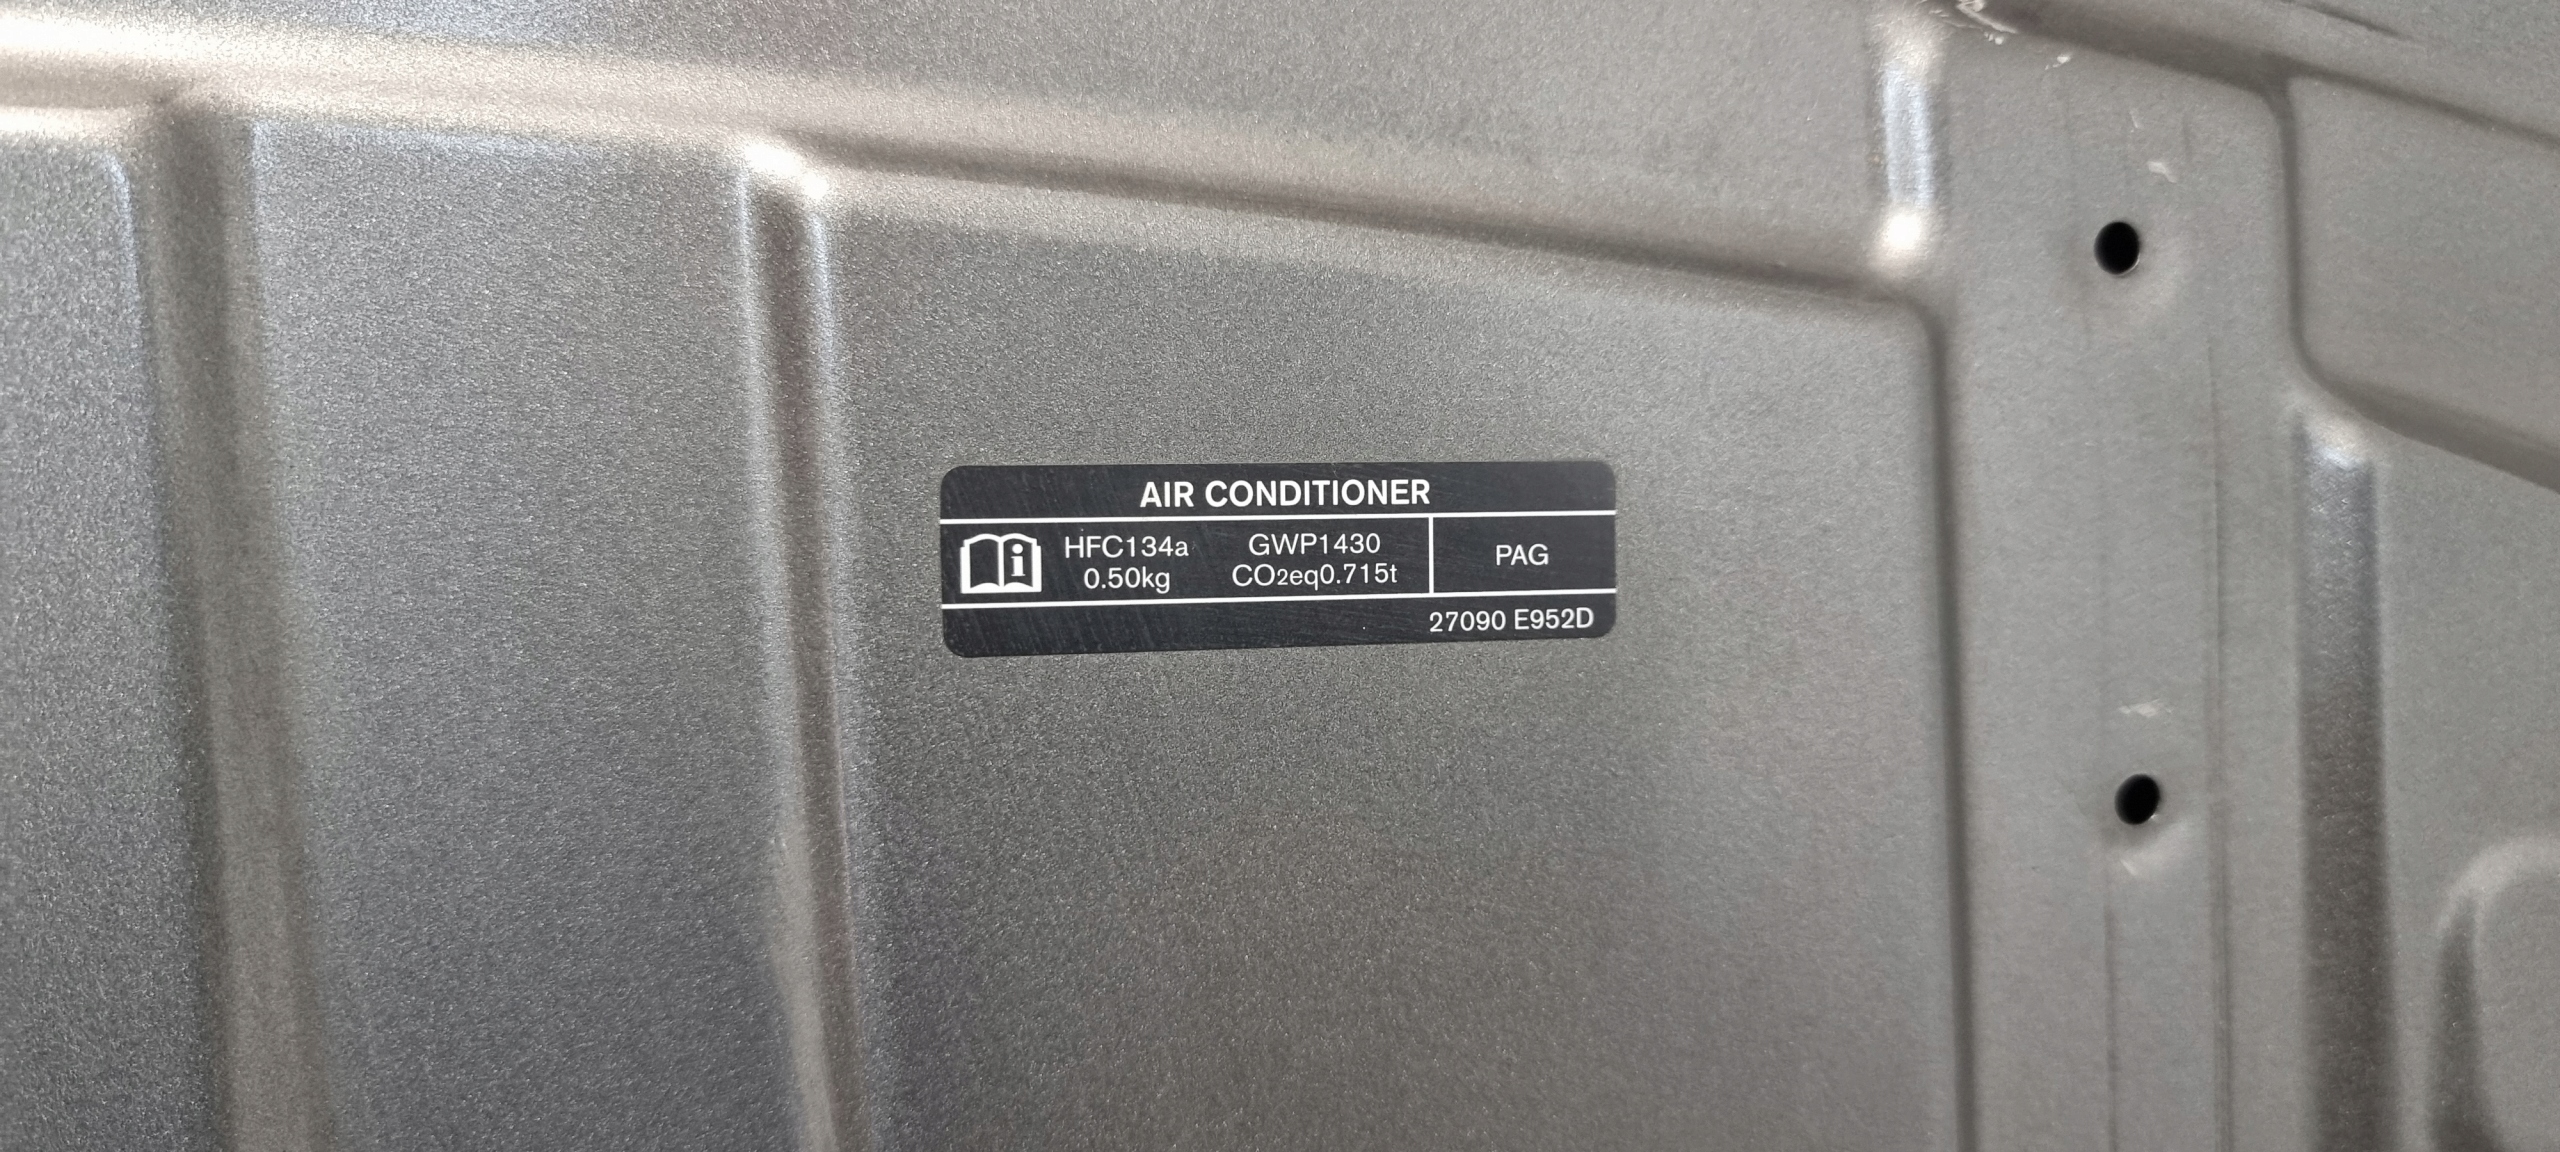 AIR CONDITIONER
HFC134a GWP1430
0.50kg CO2eq0.715t
PAG
27090 E952D